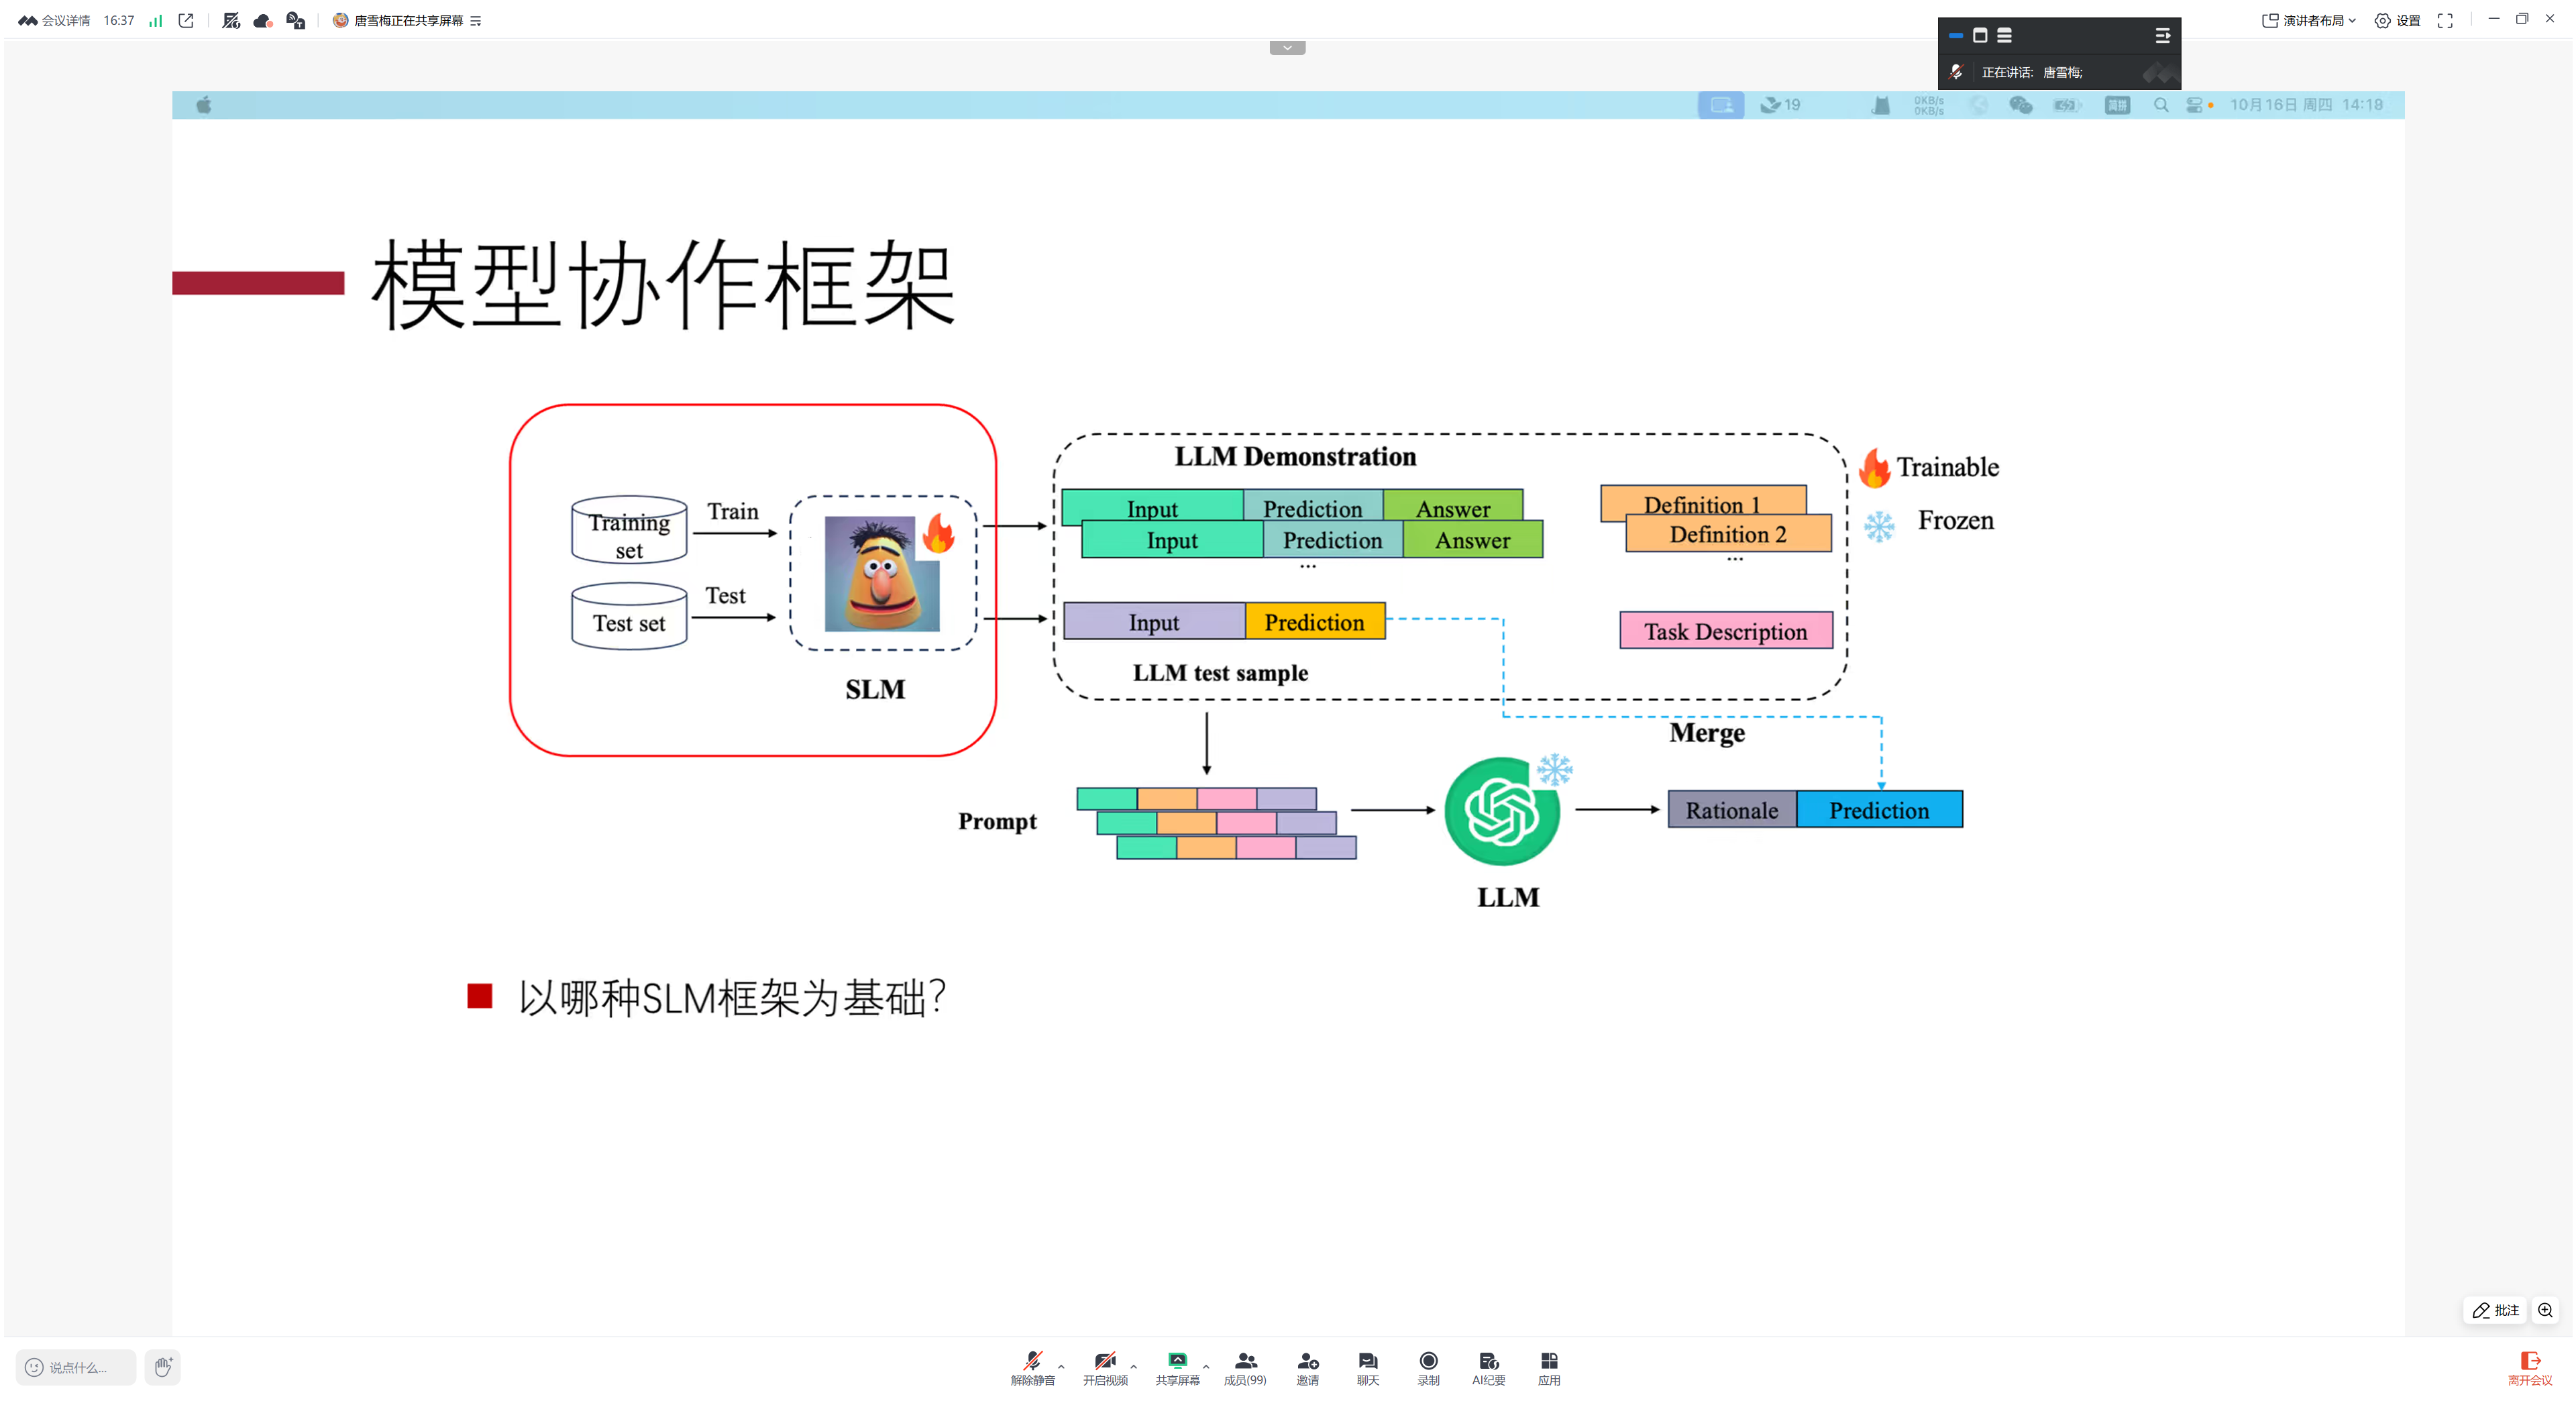 会议详情 16:37 唐雪梅正在共享屏幕 演讲者布局 设置
正在讲话: 唐雪梅;
19 0KB/s 0KB/s 简拼 10月16日 周四 14:18
模型协作框架
LLM Demonstration
Trainable
Frozen
Training set
Train
Input Prediction Answer
Input Prediction Answer
...
Definition 1
Definition 2
...
Test set
Test
Input Prediction
Task Description
LLM test sample
SLM
Merge
Prompt
Rationale Prediction
LLM
以哪种SLM框架为基础?
批注
说点什么...
解除静音 开启视频 共享屏幕 成员(99) 邀请 聊天 录制 AI纪要 应用 离开会议